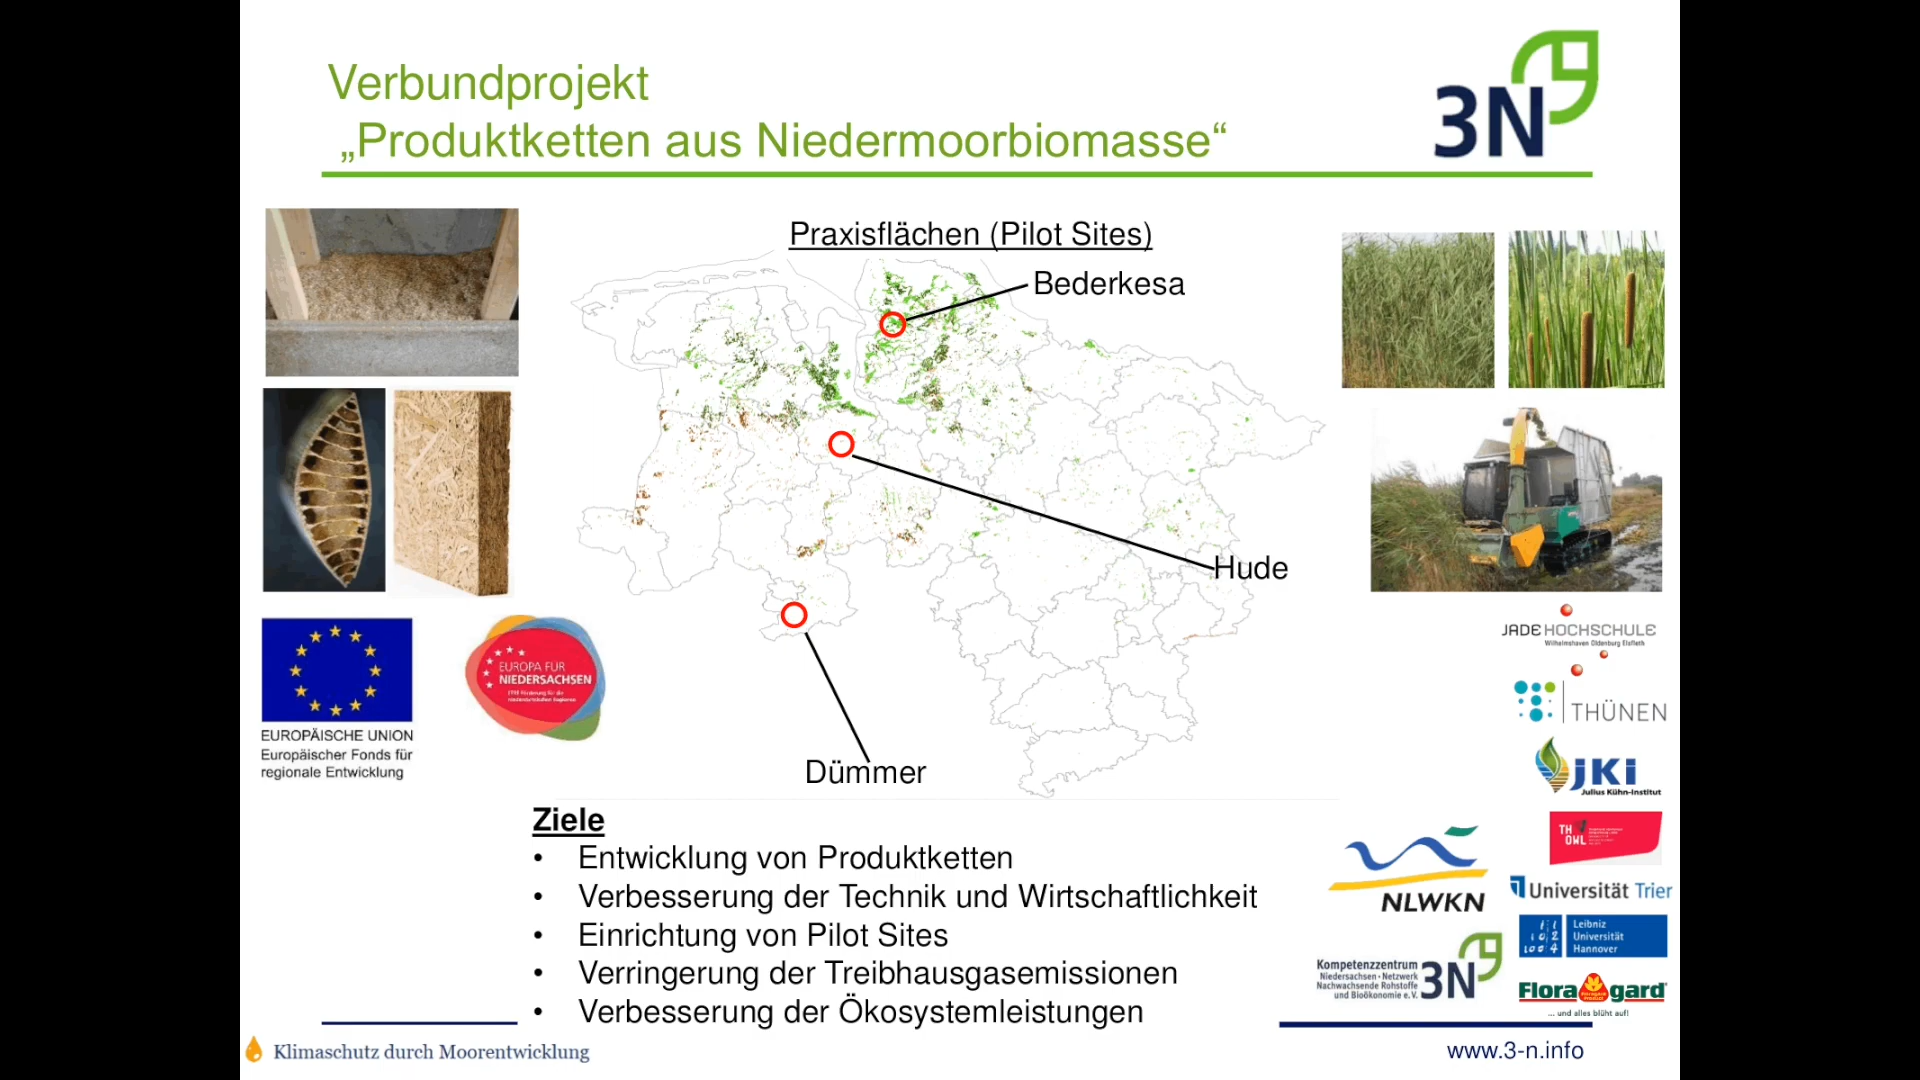 Verbundprojekt
„Produktketten aus Niedermoorbiomasse“
3N
Praxisflächen (Pilot Sites)
Bederkesa
Hude
Dümmer
EUROPÄISCHE UNION
Europäischer Fonds für
regionale Entwicklung
EUROPA FÜR
NIEDERSACHSEN
Ziele
• Entwicklung von Produktketten
• Verbesserung der Technik und Wirtschaftlichkeit
• Einrichtung von Pilot Sites
• Verringerung der Treibhausgasemissionen
• Verbesserung der Ökosystemleistungen
JADE HOCHSCHULE
Wilhelmshaven Oldenburg Elsfleth
THÜNEN
JKI
Julius Kühn-Institut
TH
OWL
NLWKN
Universität Trier
Leibniz
Universität
Hannover
Kompetenzzentrum
Niedersachsen · Netzwerk
Nachwachsende Rohstoffe
und Bioökonomie e.V.
3N
Floragard
... und alles blüht auf!
Klimaschutz durch Moorentwicklung
www.3-n.info